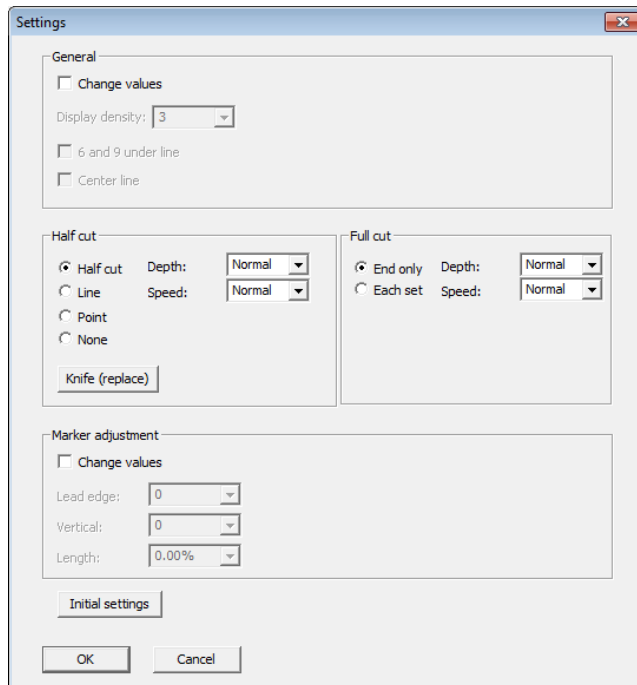 Settings
General
Change values
Display density: 3
6 and 9 under line
Center line
Half cut
Half cut Depth: Normal
Line Speed: Normal
Point
None
Knife (replace)
Full cut
End only Depth: Normal
Each set Speed: Normal
Marker adjustment
Change values
Lead edge: 0
Vertical: 0
Length: 0.00%
Initial settings
OK Cancel